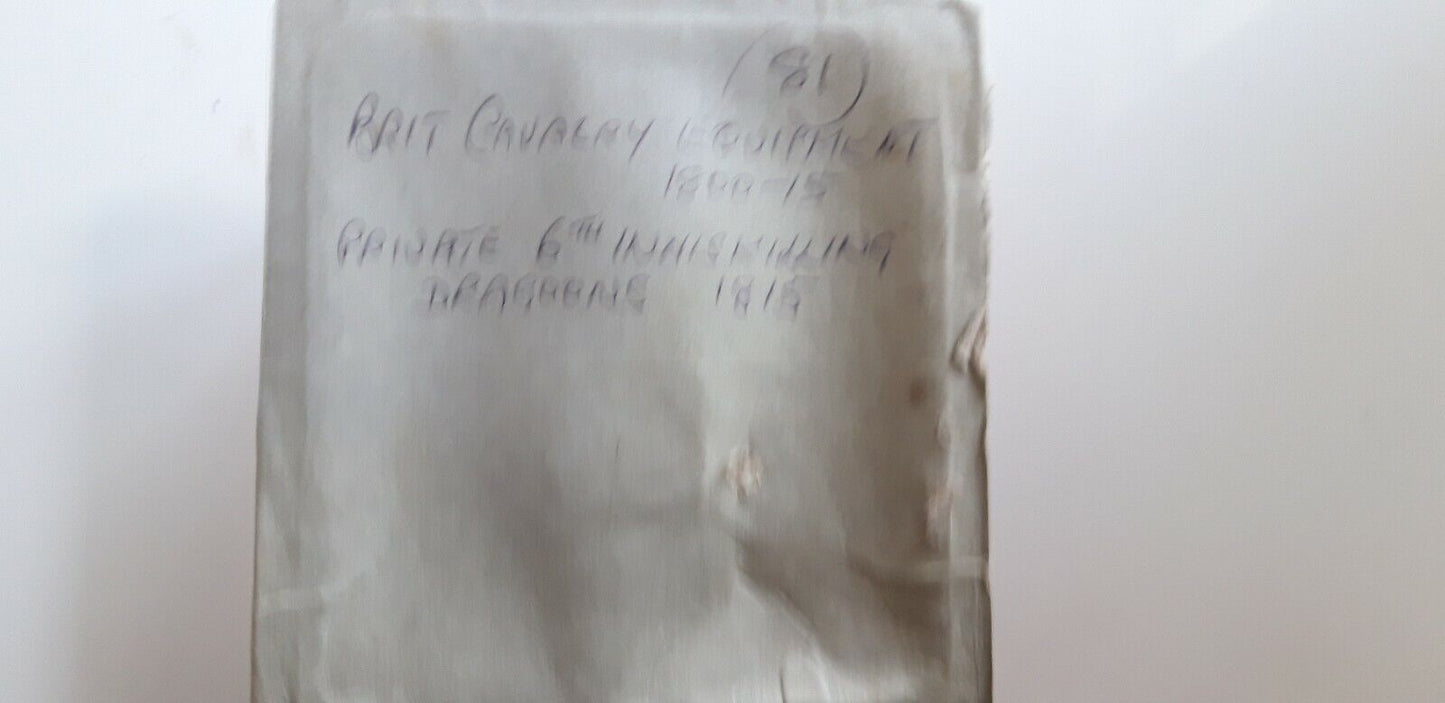 (81)
BRIT CAVALRY EQUIPMENT
1800-15
PRIVATE 6TH INNISKILLING
DRAGOONS 1815